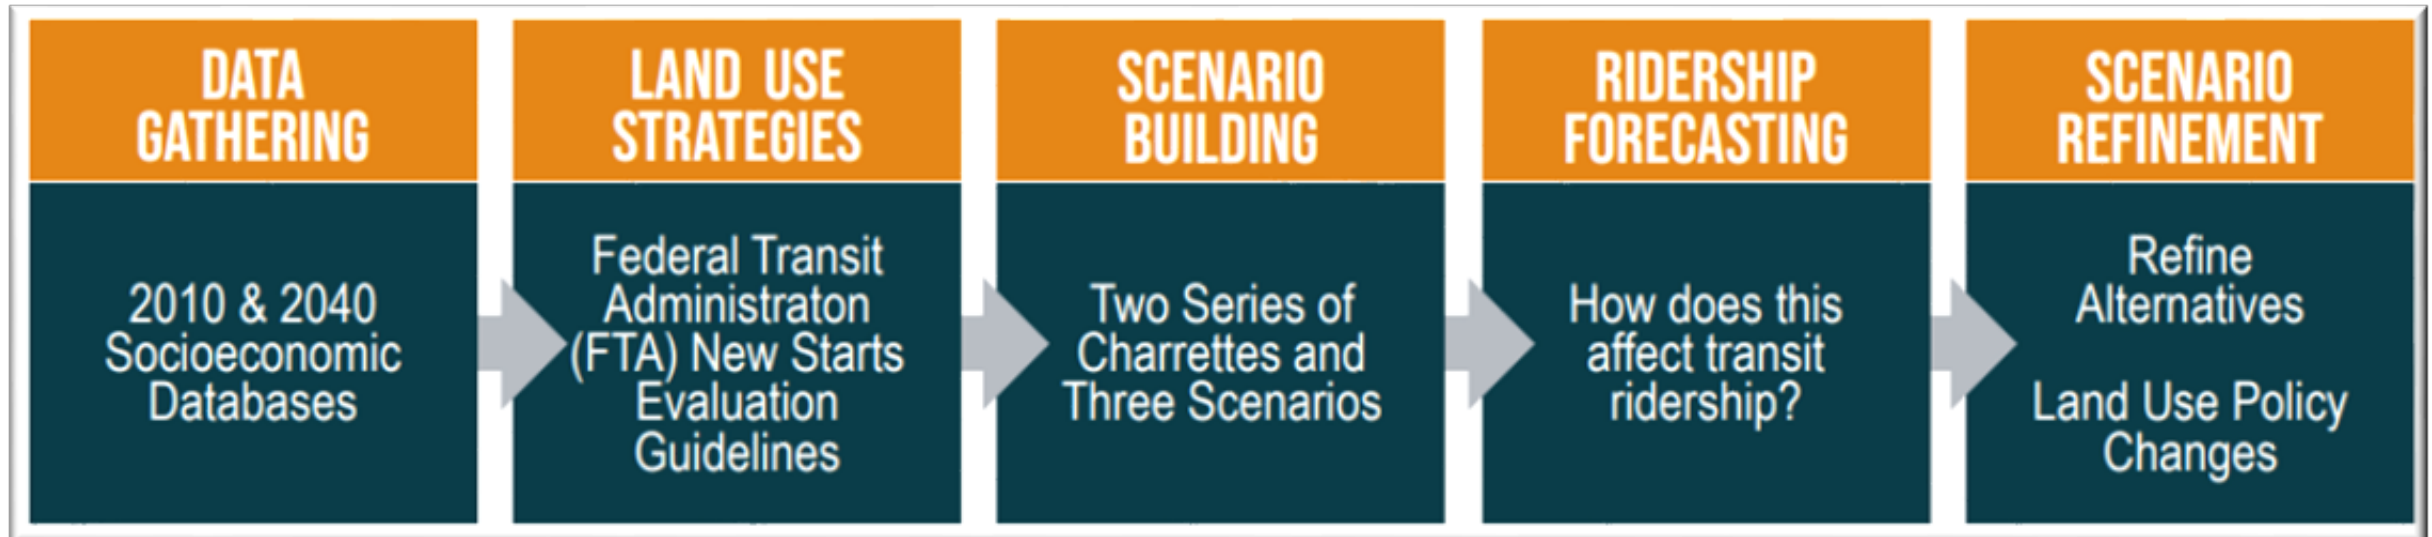 DATA
GATHERING
2010 & 2040
Socioeconomic
Databases
LAND USE
STRATEGIES
Federal Transit
Administraton
(FTA) New Starts
Evaluation
Guidelines
SCENARIO
BUILDING
Two Series of
Charrettes and
Three Scenarios
RIDERSHIP
FORECASTING
How does this
affect transit
ridership?
SCENARIO
REFINEMENT
Refine
Alternatives
Land Use Policy
Changes